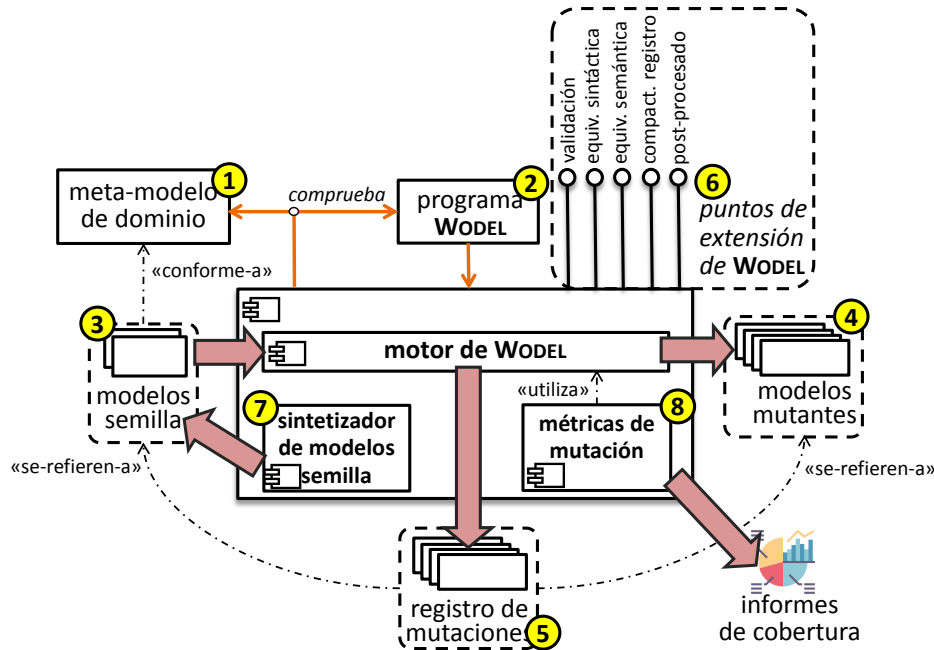 validación
equiv. sintáctica
equiv. semántica
compact. registro
post-procesado
6
puntos de
extensión
de WODEL
1
meta-modelo
de dominio
comprueba
2
programa
WODEL
«conforme-a»
3
modelos
semilla
motor de WODEL
4
modelos
mutantes
«utiliza»
7
sintetizador
de modelos
semilla
8
métricas de
mutación
«se-refieren-a»
«se-refieren-a»
registro de
mutaciones
5
informes
de cobertura